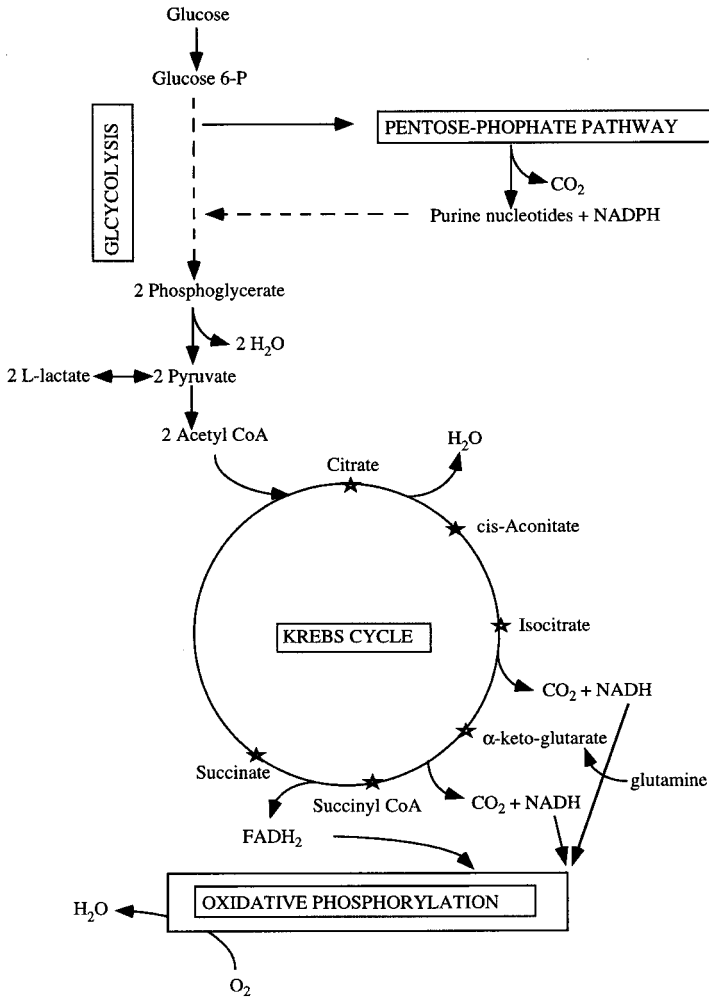 Glucose
Glucose 6-P
GLCYCOLYSIS
PENTOSE-PHOPHATE PATHWAY
CO2
Purine nucleotides + NADPH
2 Phosphoglycerate
2 H2O
2 L-lactate
2 Pyruvate
2 Acetyl CoA
H2O
Citrate
cis-Aconitate
KREBS CYCLE
Isocitrate
CO2 + NADH
α-keto-glutarate
Succinate
glutamine
Succinyl CoA
CO2 + NADH
FADH2
OXIDATIVE PHOSPHORYLATION
H2O
O2